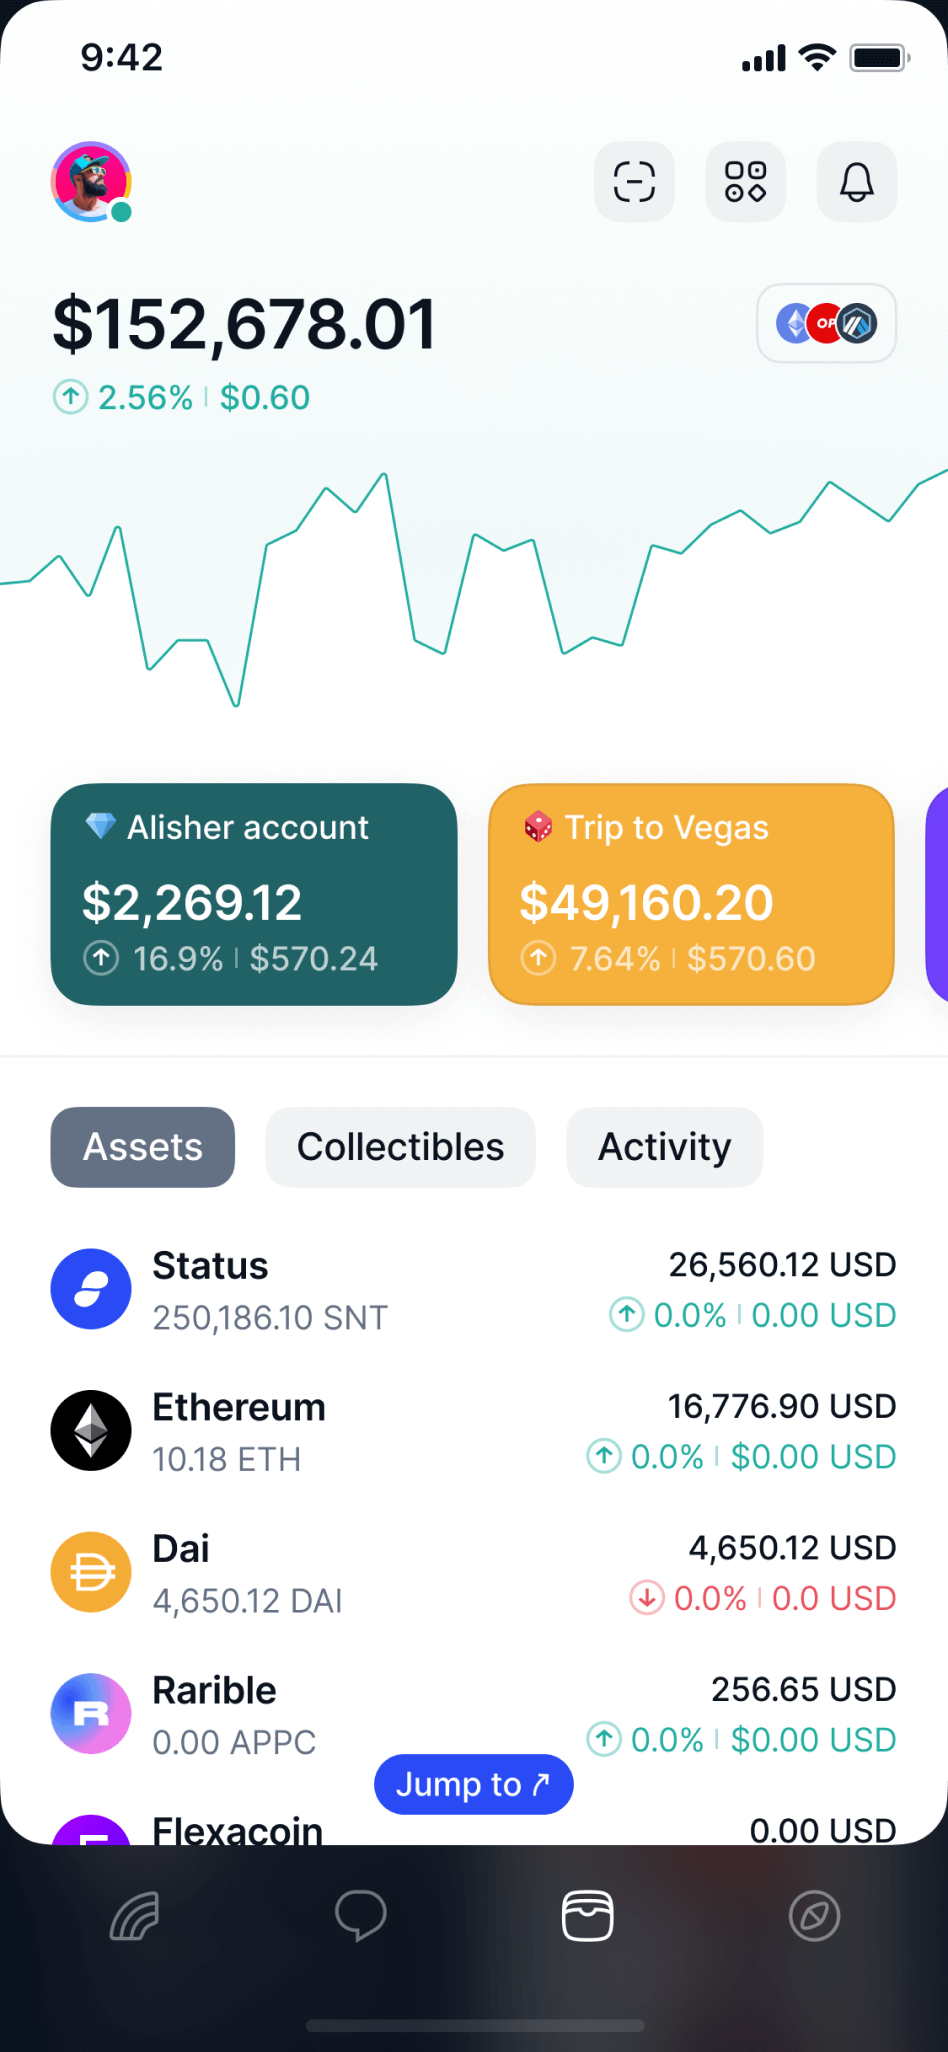 9:42
OP
$152,678.01
2.56% | $0.60
Alisher account
$2,269.12
16.9% | $570.24
Trip to Vegas
$49,160.20
7.64% | $570.60
Assets
Collectibles
Activity
Status
26,560.12 USD
250,186.10 SNT
0.0% | 0.00 USD
Ethereum
16,776.90 USD
10.18 ETH
0.0% | $0.00 USD
Dai
4,650.12 USD
4,650.12 DAI
0.0% | 0.0 USD
R
Rarible
256.65 USD
0.00 APPC
0.0% | $0.00 USD
Jump to ↗
Flexacoin
0.00 USD